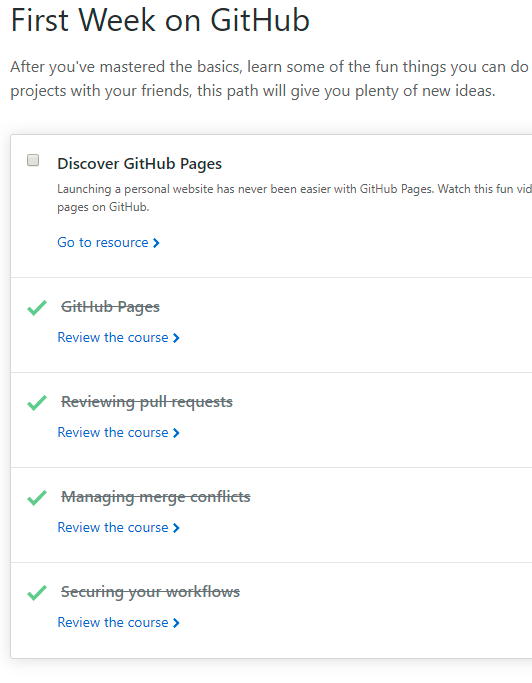 First Week on GitHub
After you've mastered the basics, learn some of the fun things you can do
projects with your friends, this path will give you plenty of new ideas.
Discover GitHub Pages
Launching a personal website has never been easier with GitHub Pages. Watch this fun vid
pages on GitHub.
Go to resource
GitHub Pages
Review the course
Reviewing pull requests
Review the course
Managing merge conflicts
Review the course
Securing your workflows
Review the course